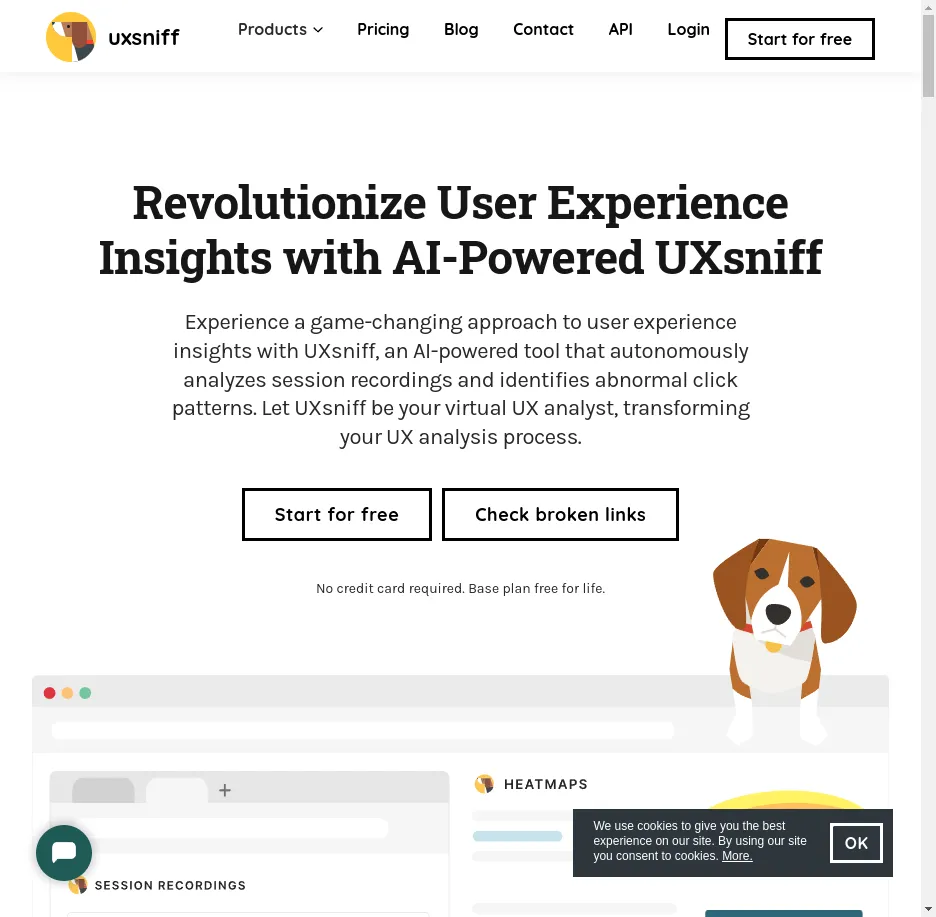 uxsniff
Products
Pricing
Blog
Contact
API
Login
Start for free
Revolutionize User Experience
Insights with AI-Powered UXsniff
Experience a game-changing approach to user experience
insights with UXsniff, an AI-powered tool that autonomously
analyzes session recordings and identifies abnormal click
patterns. Let UXsniff be your virtual UX analyst, transforming
your UX analysis process.
Start for free
Check broken links
No credit card required. Base plan free for life.
+
HEATMAPS
SESSION RECORDINGS
We use cookies to give you the best
experience on our site. By using our site
you consent to cookies. More.
OK